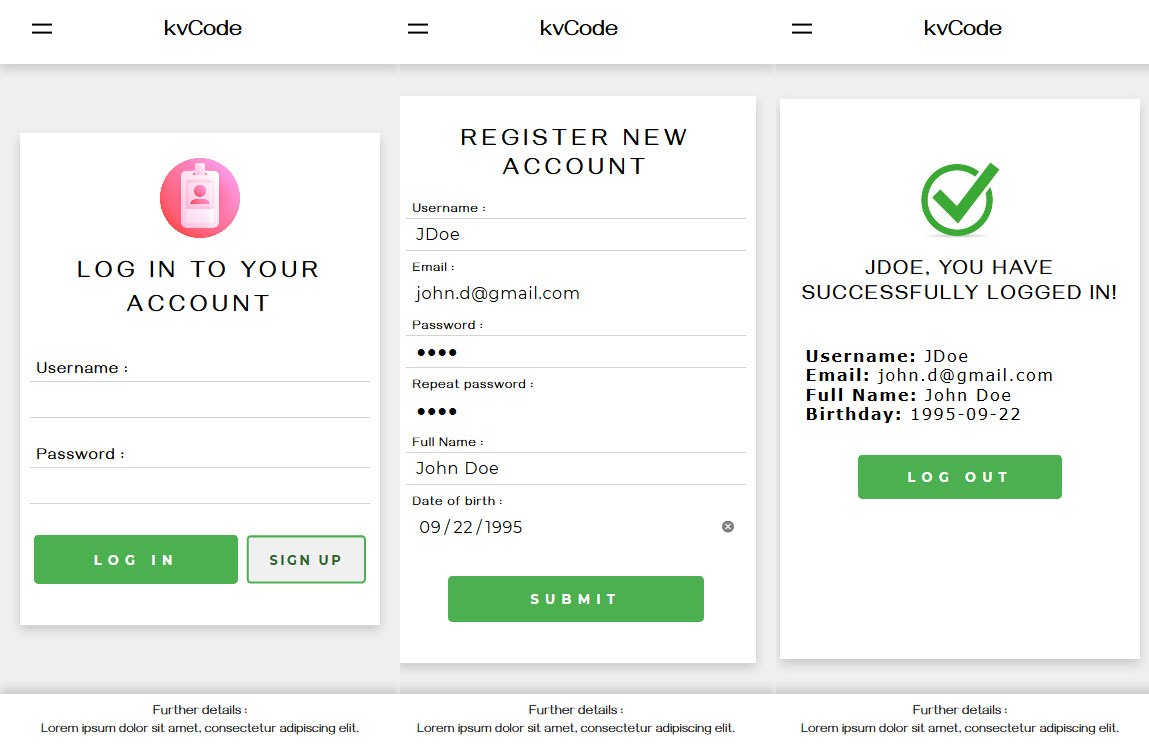 kvCode
LOG IN TO YOUR
ACCOUNT
Username :
Password :
LOG IN
SIGN UP
Further details :
Lorem ipsum dolor sit amet, consectetur adipiscing elit.
kvCode
REGISTER NEW
ACCOUNT
Username :
JDoe
Email :
john.d@gmail.com
Password :
••••
Repeat password :
••••
Full Name :
John Doe
Date of birth :
09/22/1995
SUBMIT
Further details :
Lorem ipsum dolor sit amet, consectetur adipiscing elit.
kvCode
JDOE, YOU HAVE
SUCCESSFULLY LOGGED IN!
Username: JDoe
Email: john.d@gmail.com
Full Name: John Doe
Birthday: 1995-09-22
LOG OUT
Further details :
Lorem ipsum dolor sit amet, consectetur adipiscing elit.